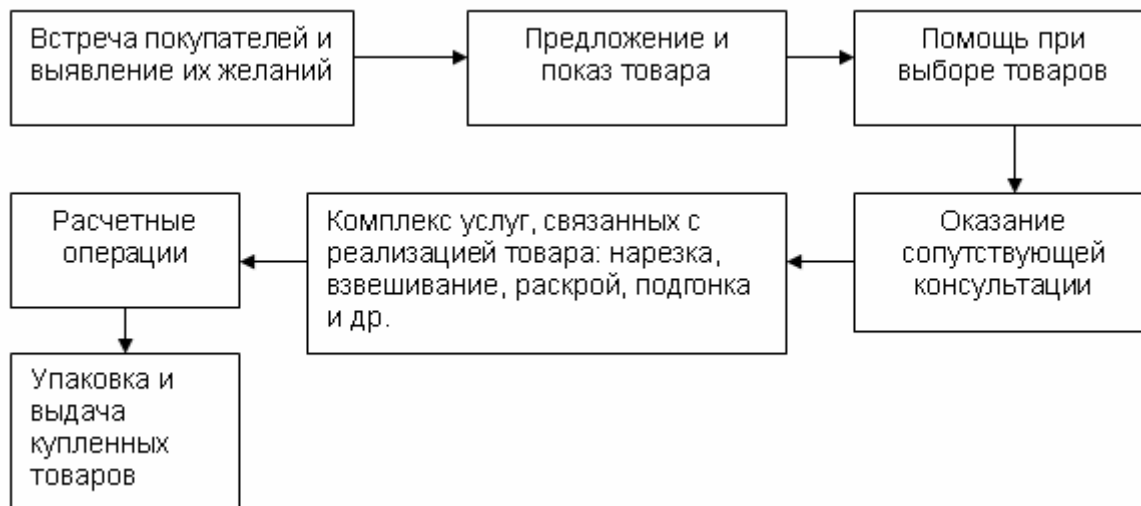 Встреча покупателей и
выявление их желаний
Предложение и
показ товара
Помощь при
выборе товаров
Оказание
сопутствующей
консультации
Комплекс услуг, связанных с
реализацией товара: нарезка,
взвешивание, раскрой, подгонка
и др.
Расчетные
операции
Упаковка и
выдача
купленных
товаров